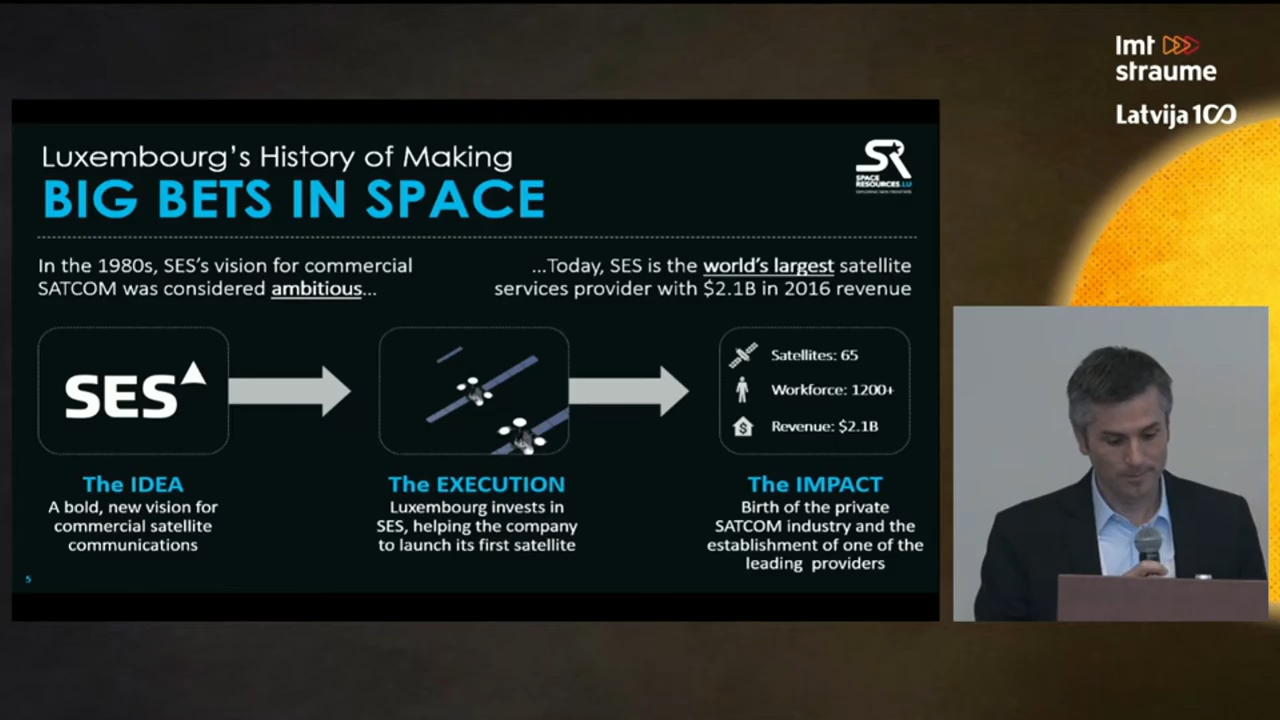 lmt
straume
Latvija 100
Luxembourg's History of Making
BIG BETS IN SPACE
SR
SPACE
RESOURCES.LU
In the 1980s, SES's vision for commercial
SATCOM was considered ambitious...
...Today, SES is the world's largest satellite
services provider with $2.1B in 2016 revenue
SES
Satellites: 65
Workforce: 1200+
Revenue: $2.1B
The IDEA
A bold, new vision for
commercial satellite
communications
The EXECUTION
Luxembourg invests in
SES, helping the company
to launch its first satellite
The IMPACT
Birth of the private
SATCOM industry and the
establishment of one of the
leading providers
5